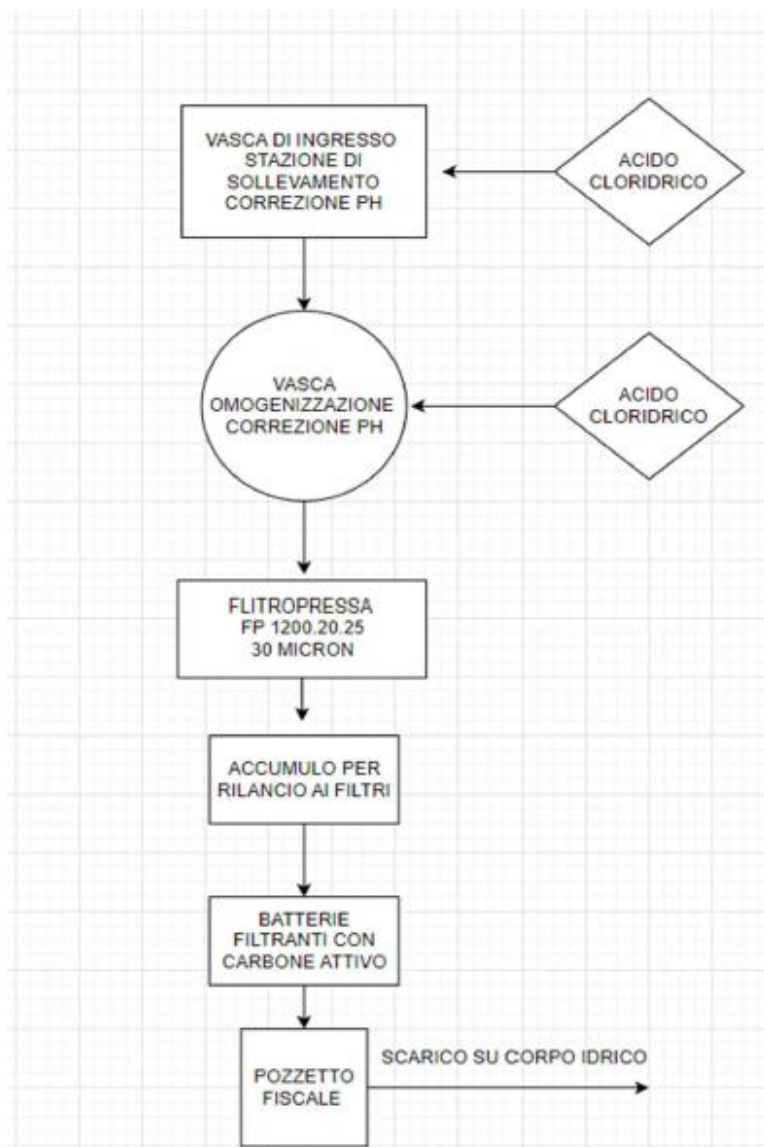 VASCA DI INGRESSO
STAZIONE DI
SOLLEVAMENTO
CORREZIONE PH
ACIDO
CLORIDRICO
VASCA
OMOGENIZZAZIONE
CORREZIONE PH
ACIDO
CLORIDRICO
FLITROPRESSA
FP 1200.20.25
30 MICRON
ACCUMULO PER
RILANCIO AI FILTRI
BATTERIE
FILTRANTI CON
CARBONE ATTIVO
POZZETTO
FISCALE
SCARICO SU CORPO IDRICO